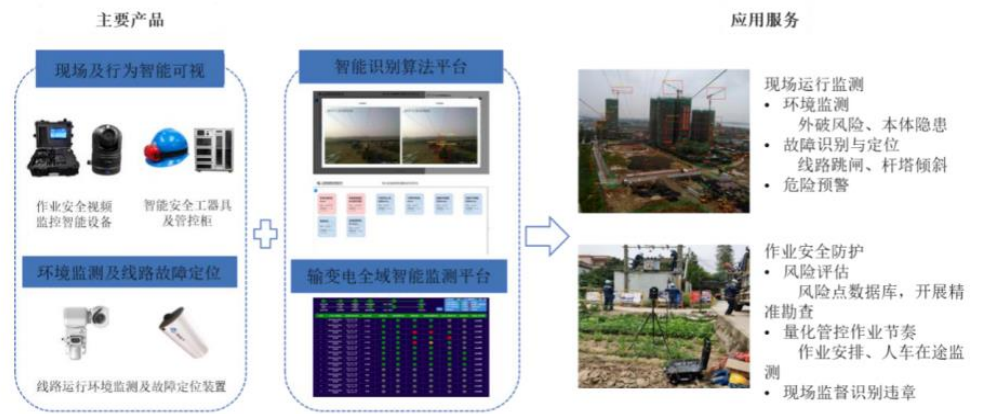 主要产品
应用服务
现场及行为智能可视
作业安全视频
监控智能设备
智能安全工器具
及管控柜
环境监测及线路故障定位
线路运行环境监测及故障定位装置
智能识别算法平台
输变电全域智能监测平台
现场运行监测
• 环境监测
外破风险、本体隐患
• 故障识别与定位
线路跳闸、杆塔倾斜
• 危险预警
作业安全防护
• 风险评估
风险点数据库，开展精
准勘查
• 量化管控作业节奏
作业安排、人车在途监
测
• 现场监督识别违章